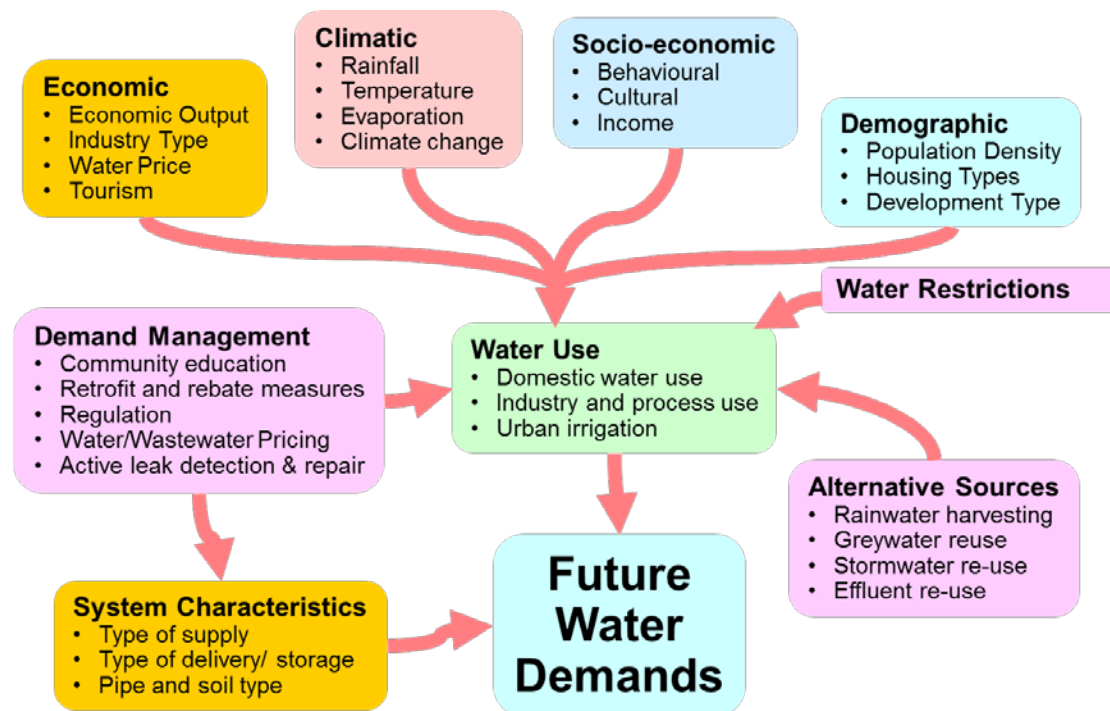 Economic
• Economic Output
• Industry Type
• Water Price
• Tourism
Climatic
• Rainfall
• Temperature
• Evaporation
• Climate change
Socio-economic
• Behavioural
• Cultural
• Income
Demographic
• Population Density
• Housing Types
• Development Type
Water Restrictions
Demand Management
• Community education
• Retrofit and rebate measures
• Regulation
• Water/Wastewater Pricing
• Active leak detection & repair
Water Use
• Domestic water use
• Industry and process use
• Urban irrigation
Alternative Sources
• Rainwater harvesting
• Greywater reuse
• Stormwater re-use
• Effluent re-use
System Characteristics
• Type of supply
• Type of delivery/ storage
• Pipe and soil type
Future
Water
Demands